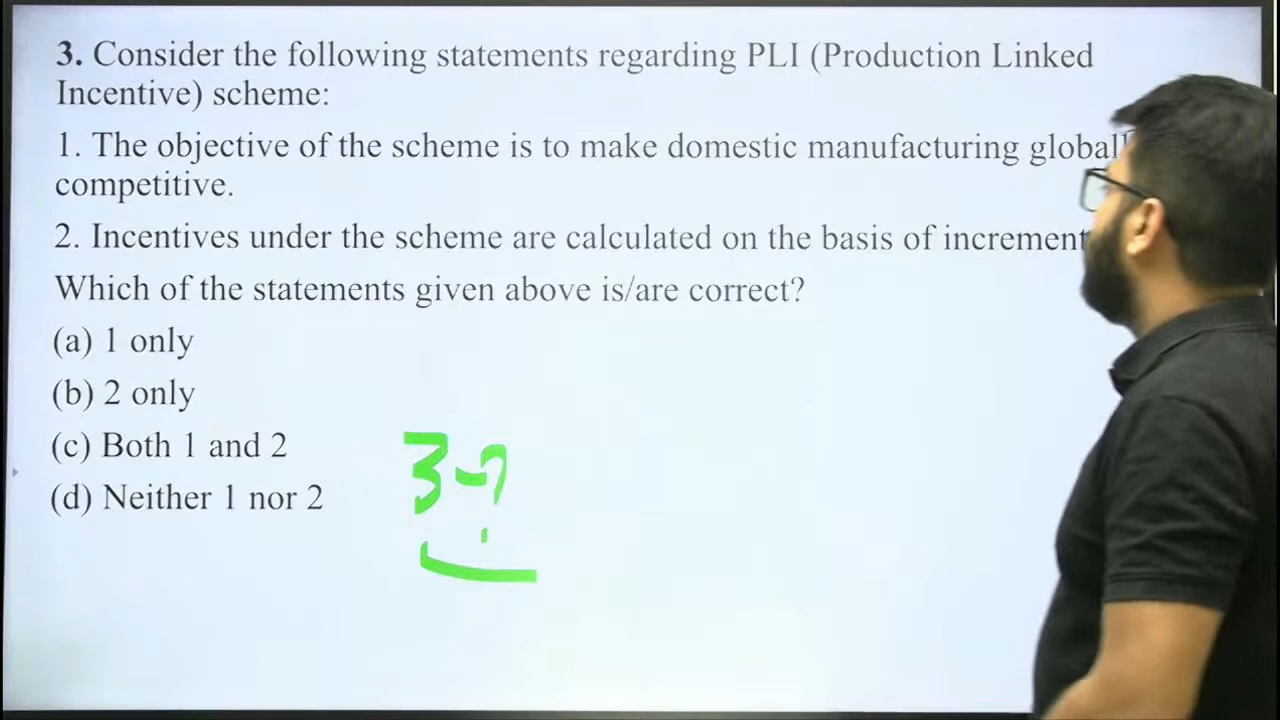 3. Consider the following statements regarding PLI (Production Linked
Incentive) scheme:
1. The objective of the scheme is to make domestic manufacturing globall
competitive.
2. Incentives under the scheme are calculated on the basis of increment
Which of the statements given above is/are correct?
(a) 1 only
(b) 2 only
(c) Both 1 and 2
(d) Neither 1 nor 2
3-?